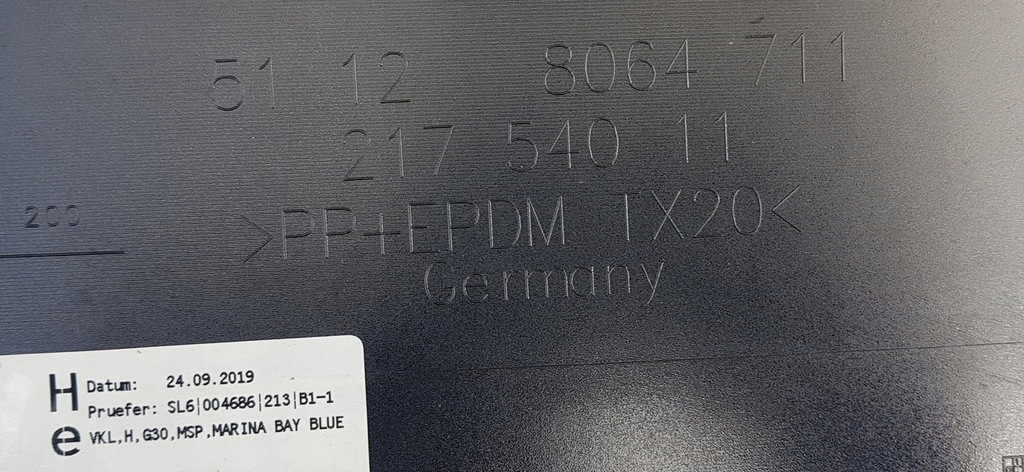 51 12 8064 711
217 540 11
200
>PP+EPDM TX20<
Germany
H Datum: 24.09.2019
Pruefer: SL6|004686|213|B1-1
e VKL,H,G30,MSP,MARINA BAY BLUE